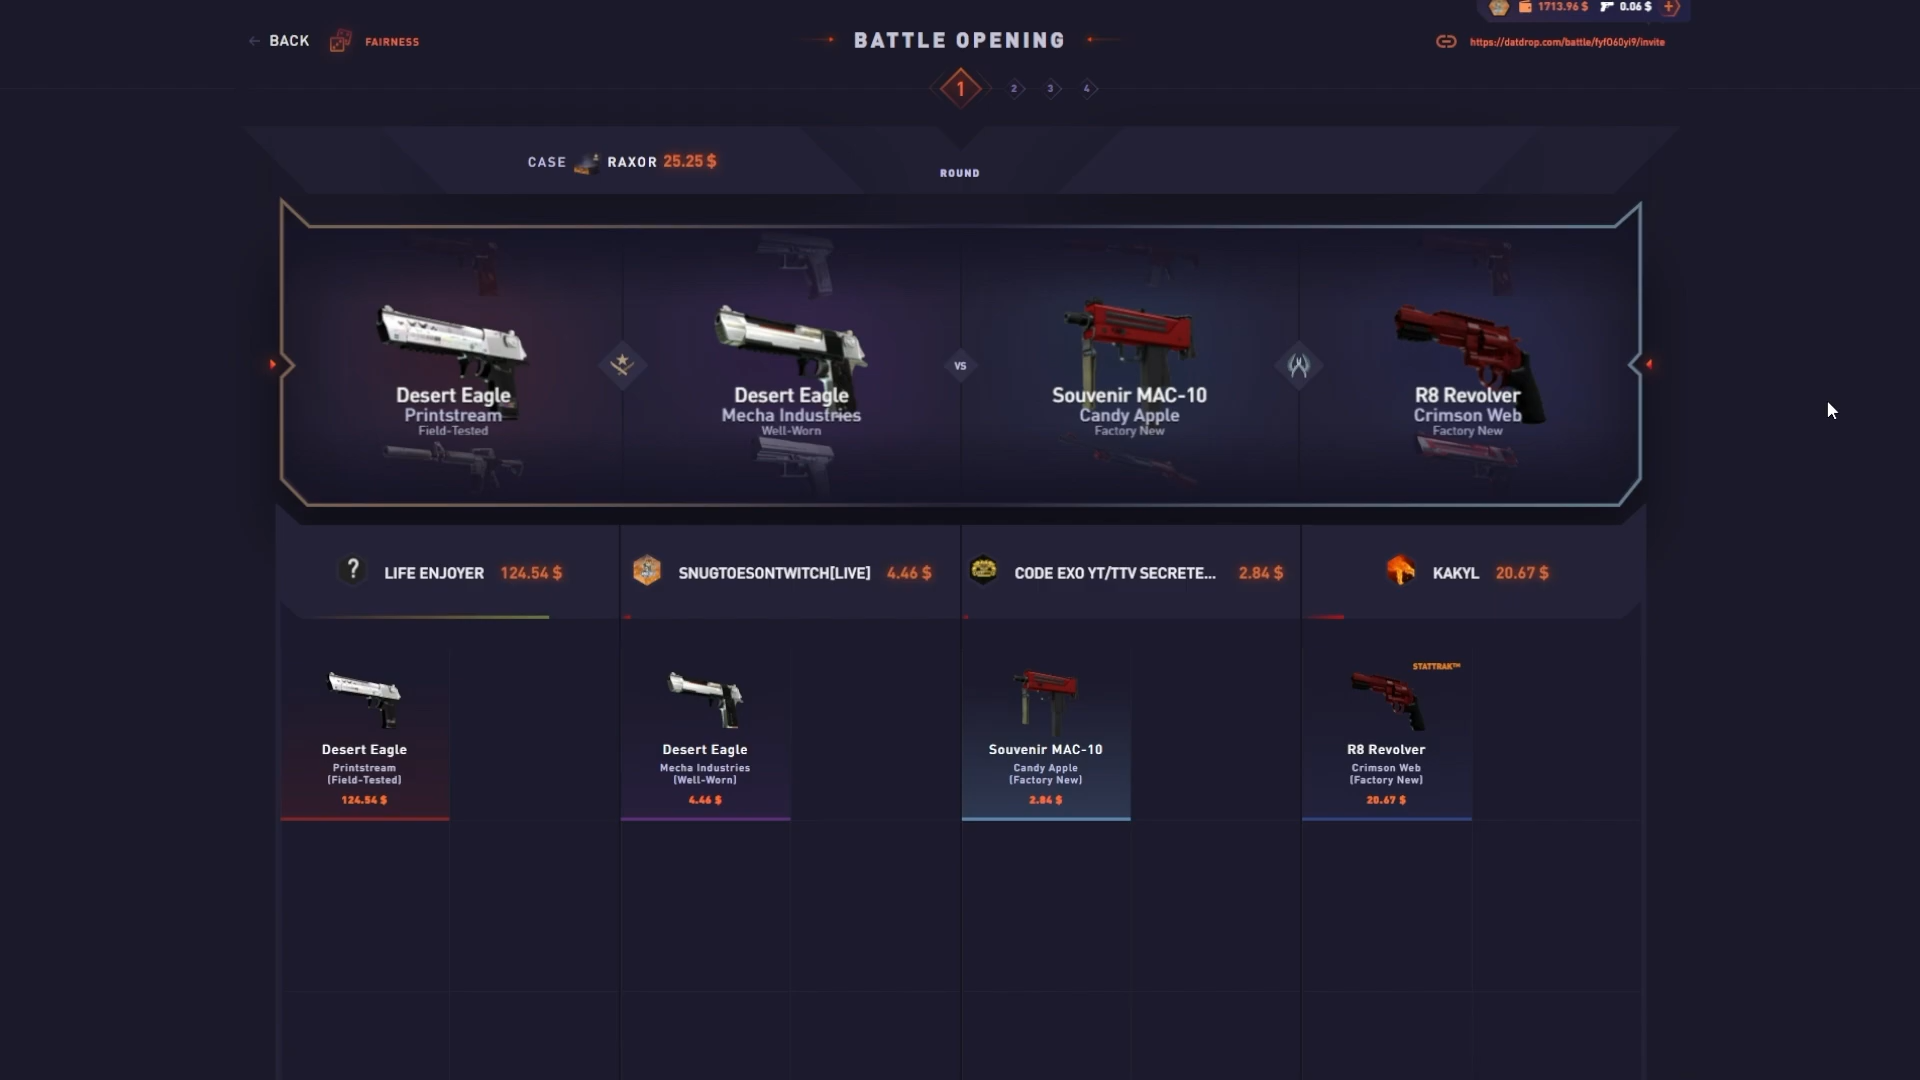 1713.96 $ 0.06 $
BACK FAIRNESS
BATTLE OPENING
https://datdrop.com/battle/fyfO60yi9/invite
1 2 3 4
CASE RAXOR 25.25 $
ROUND
Desert Eagle
Printstream
Field-Tested
Desert Eagle
Mecha Industries
Well-Worn
VS
Souvenir MAC-10
Candy Apple
Factory New
R8 Revolver
Crimson Web
Factory New
? LIFE ENJOYER 124.54 $
SNUGTOESONTWITCH[LIVE] 4.46 $
CODE EXO YT/TTV SECRETE... 2.84 $
KAKYL 20.67 $
Desert Eagle
Printstream
(Field-Tested)
124.54 $
Desert Eagle
Mecha Industries
(Well-Worn)
4.46 $
Souvenir MAC-10
Candy Apple
(Factory New)
2.84 $
STATTRAK™
R8 Revolver
Crimson Web
(Factory New)
20.67 $